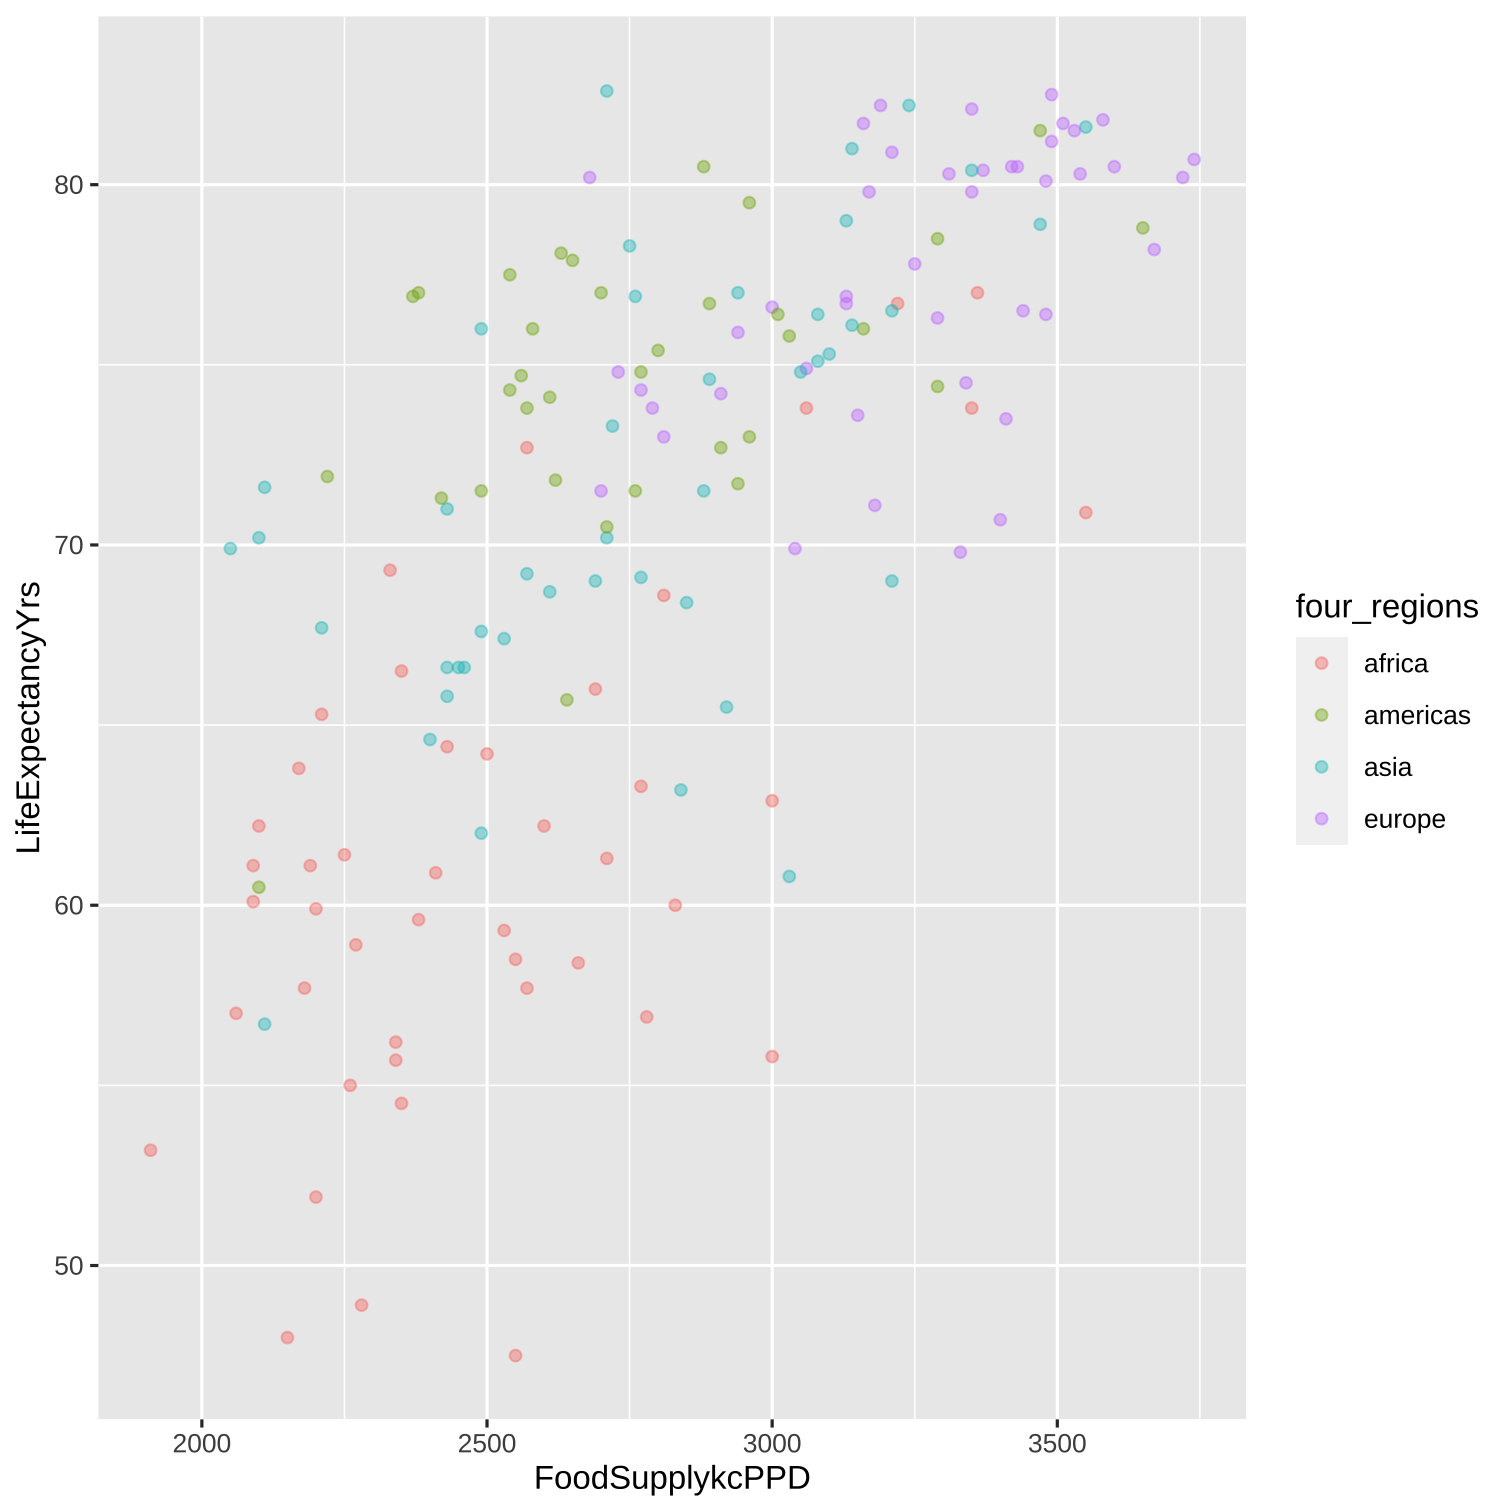 LifeExpectancyYrs
80
70
60
50
2000 2500 3000 3500
FoodSupplykcPPD
four_regions
africa
americas
asia
europe